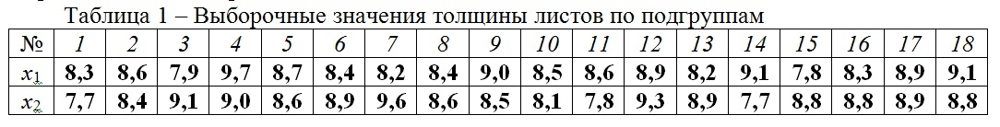 Таблица 1 – Выборочные значения толщины листов по подгруппам
№ 1 2 3 4 5 6 7 8 9 10 11 12 13 14 15 16 17 18
x1 8,3 8,6 7,9 9,7 8,7 8,4 8,2 8,4 9,0 8,5 8,6 8,9 8,2 9,1 7,8 8,3 8,9 9,1
x2 7,7 8,4 9,1 9,0 8,6 8,9 9,6 8,6 8,5 8,1 7,8 9,3 8,9 7,7 8,8 8,8 8,9 8,8